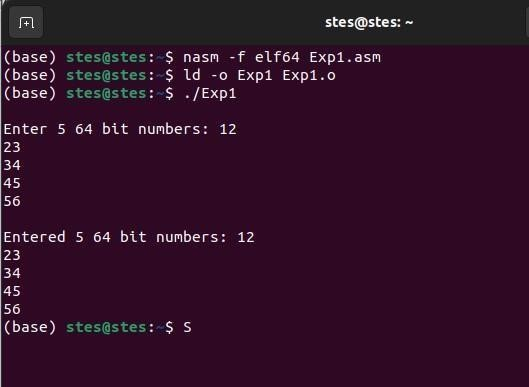 stes@stes: ~
(base) stes@stes:~$ nasm -f elf64 Exp1.asm
(base) stes@stes:~$ ld -o Exp1 Exp1.o
(base) stes@stes:~$ ./Exp1
Enter 5 64 bit numbers: 12
23
34
45
56
Entered 5 64 bit numbers: 12
23
34
45
56
(base) stes@stes:~$ S